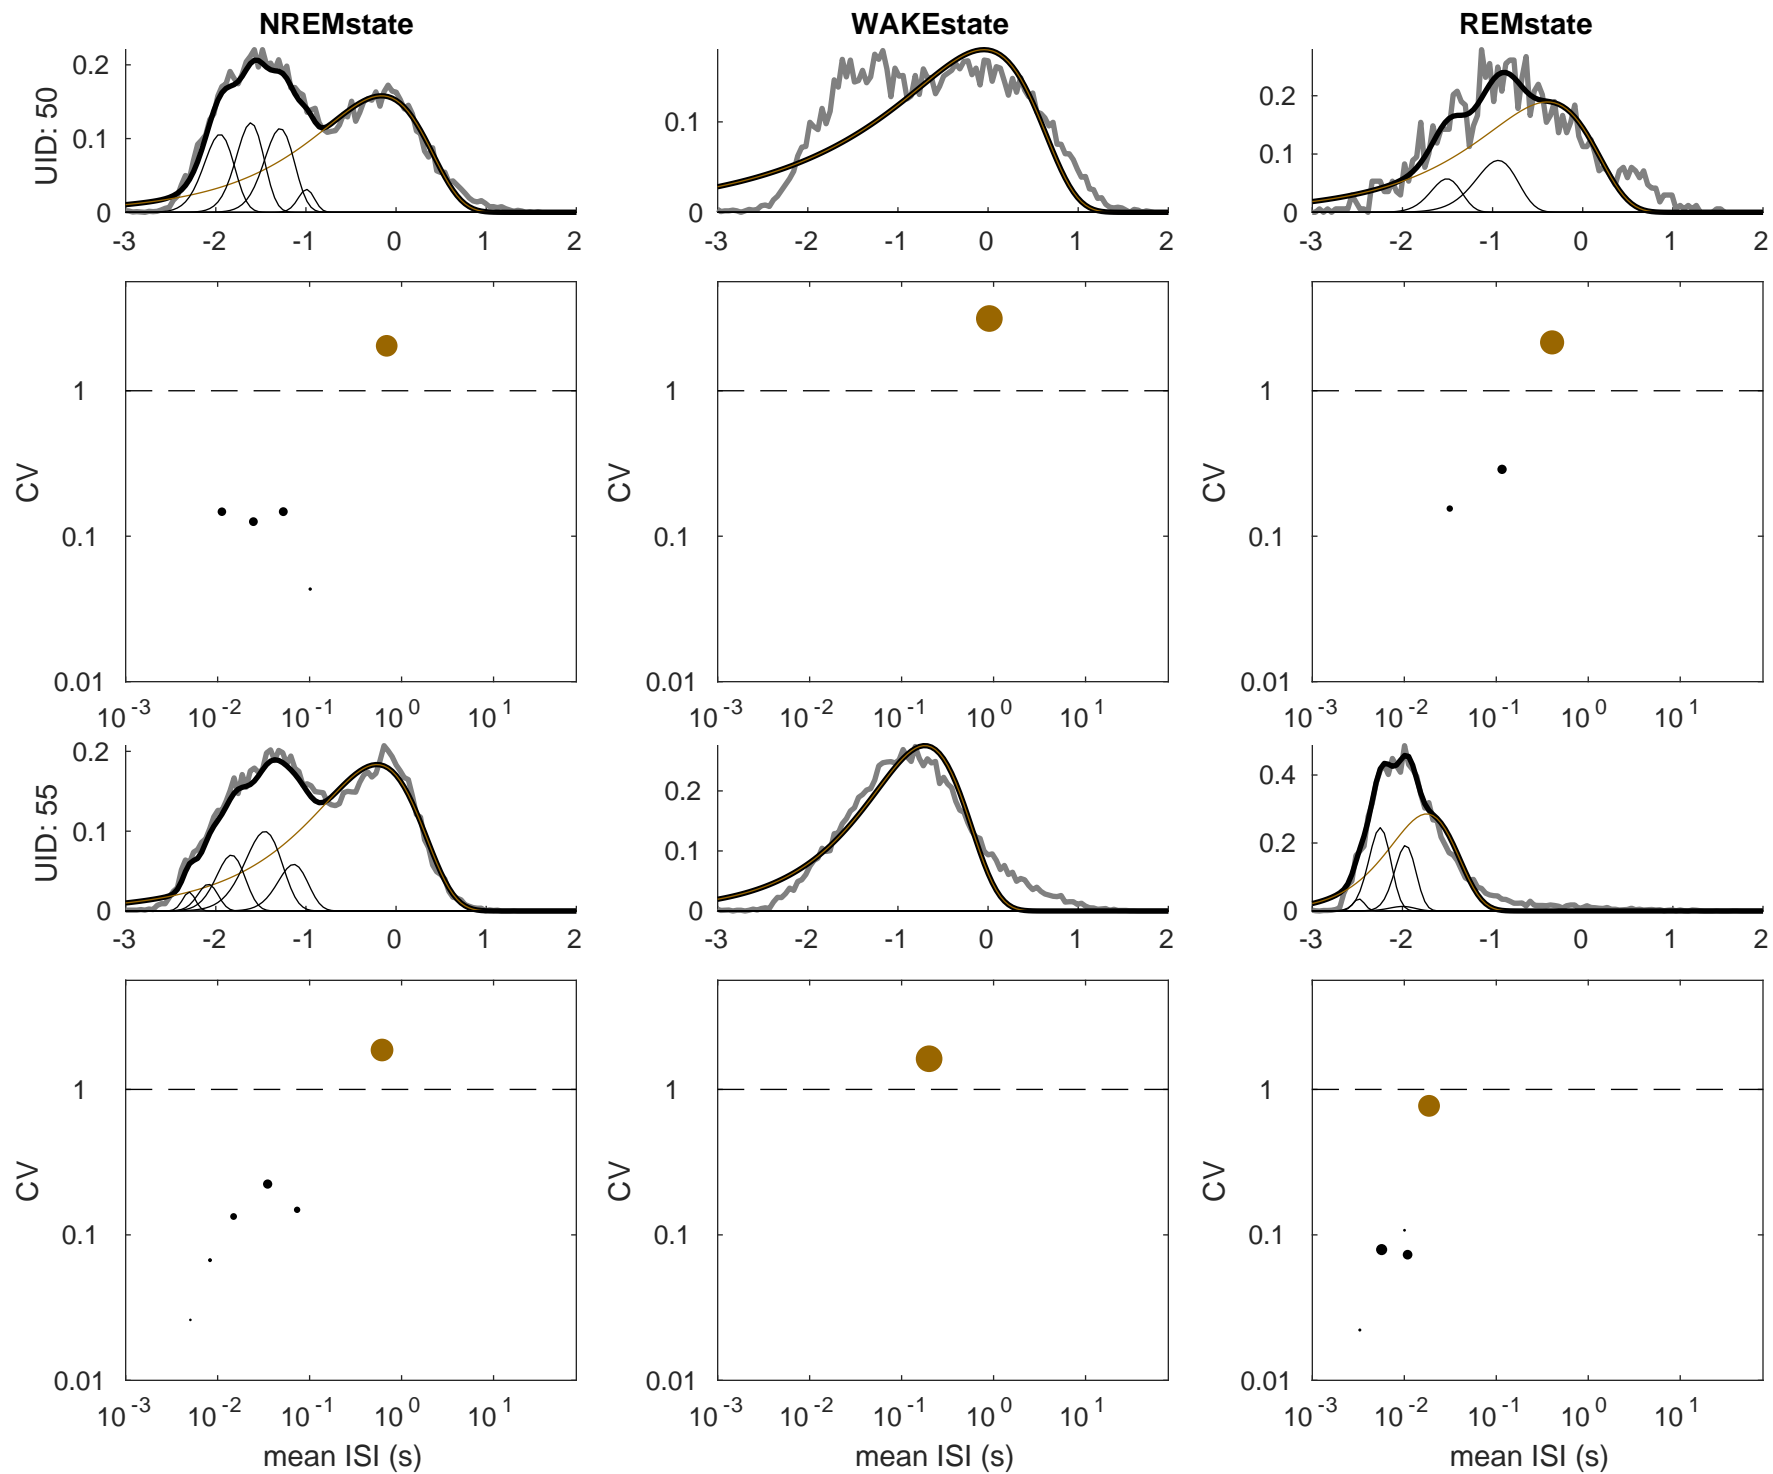 NREMstate WAKEstate REMstate
UID: 50
0.2 0.1 0
-3 -2 -1 0 1 2
0.1 0
-3 -2 -1 0 1 2
0.2 0.1 0
-3 -2 -1 0 1 2
CV
1 0.1 0.01
10^-3 10^-2 10^-1 10^0 10^1
CV
1 0.1 0.01
10^-3 10^-2 10^-1 10^0 10^1
CV
1 0.1 0.01
10^-3 10^-2 10^-1 10^0 10^1
UID: 55
0.2 0.1 0
-3 -2 -1 0 1 2
0.2 0.1 0
-3 -2 -1 0 1 2
0.4 0.2 0
-3 -2 -1 0 1 2
CV
1 0.1 0.01
10^-3 10^-2 10^-1 10^0 10^1
mean ISI (s)
CV
1 0.1 0.01
10^-3 10^-2 10^-1 10^0 10^1
mean ISI (s)
CV
1 0.1 0.01
10^-3 10^-2 10^-1 10^0 10^1
mean ISI (s)